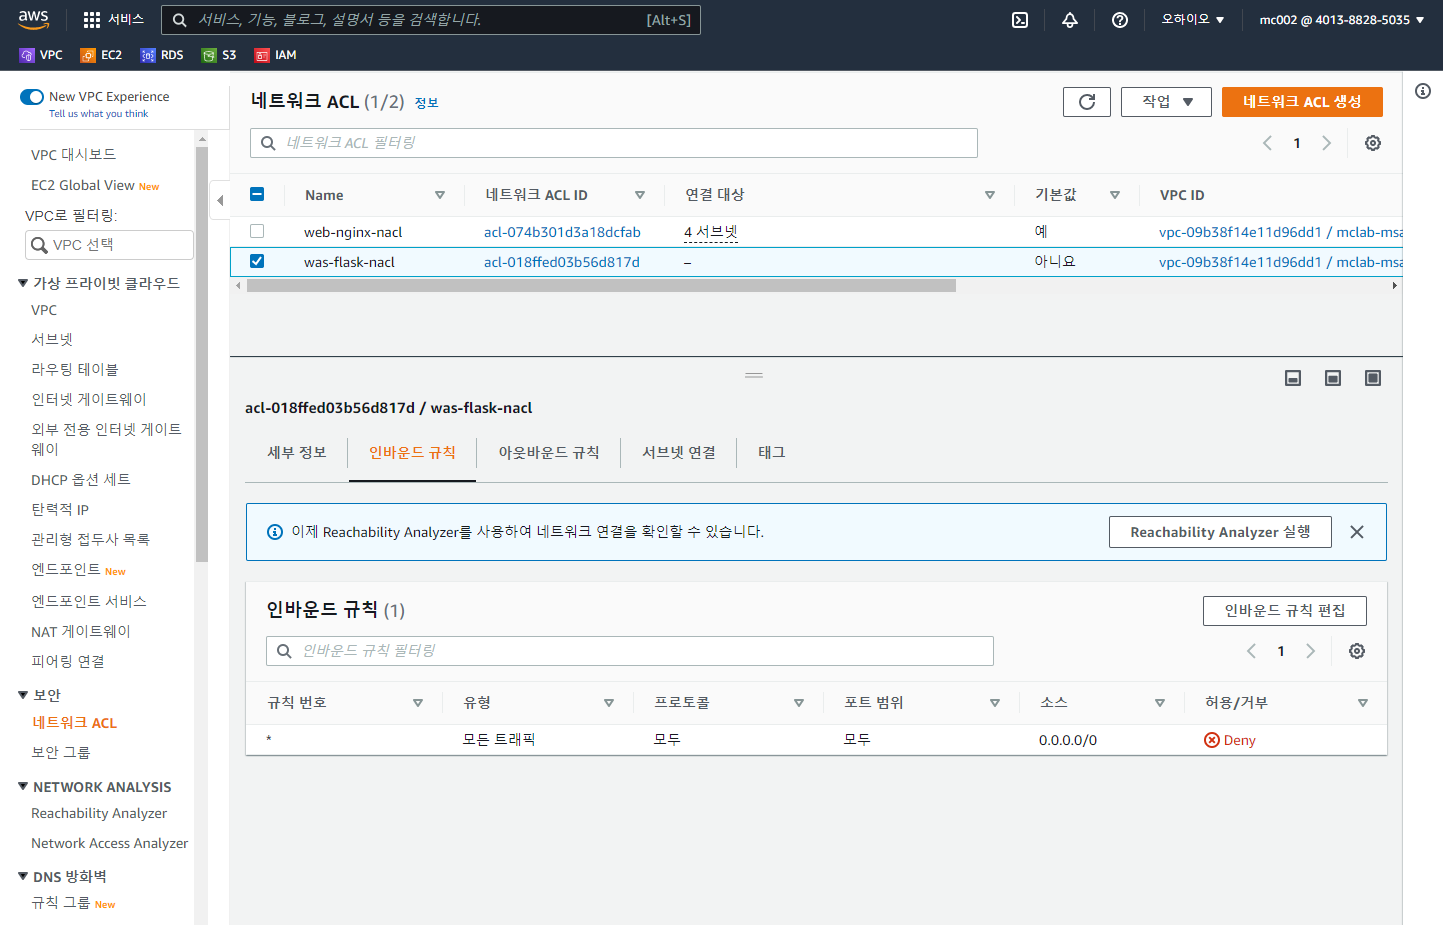 aws 서비스 서비스, 기능, 블로그, 설명서 등을 검색합니다. [Alt+S] 오하이오 ▼ mc002 @ 4013-8828-5035 ▼
VPC EC2 RDS S3 IAM
New VPC Experience
Tell us what you think
VPC 대시보드
EC2 Global View New
VPC로 필터링:
VPC 선택
가상 프라이빗 클라우드
VPC
서브넷
라우팅 테이블
인터넷 게이트웨이
외부 전용 인터넷 게이트
웨이
DHCP 옵션 세트
탄력적 IP
관리형 접두사 목록
엔드포인트 New
엔드포인트 서비스
NAT 게이트웨이
피어링 연결
보안
네트워크 ACL
보안 그룹
NETWORK ANALYSIS
Reachability Analyzer
Network Access Analyzer
DNS 방화벽
규칙 그룹 New
네트워크 ACL (1/2) 정보
작업 ▼
네트워크 ACL 생성
네트워크 ACL 필터링
1
Name 네트워크 ACL ID 연결 대상 기본값 VPC ID
web-nginx-nacl acl-074b301d3a18dcfab 4 서브넷 예 vpc-09b38f14e11d96dd1 / mclab-msa
was-flask-nacl acl-018ffed03b56d817d – 아니요 vpc-09b38f14e11d96dd1 / mclab-msa
acl-018ffed03b56d817d / was-flask-nacl
세부 정보 인바운드 규칙 아웃바운드 규칙 서브넷 연결 태그
이제 Reachability Analyzer를 사용하여 네트워크 연결을 확인할 수 있습니다.
Reachability Analyzer 실행
인바운드 규칙 (1)
인바운드 규칙 편집
인바운드 규칙 필터링
1
규칙 번호 유형 프로토콜 포트 범위 소스 허용/거부
* 모든 트래픽 모두 모두 0.0.0.0/0 Deny